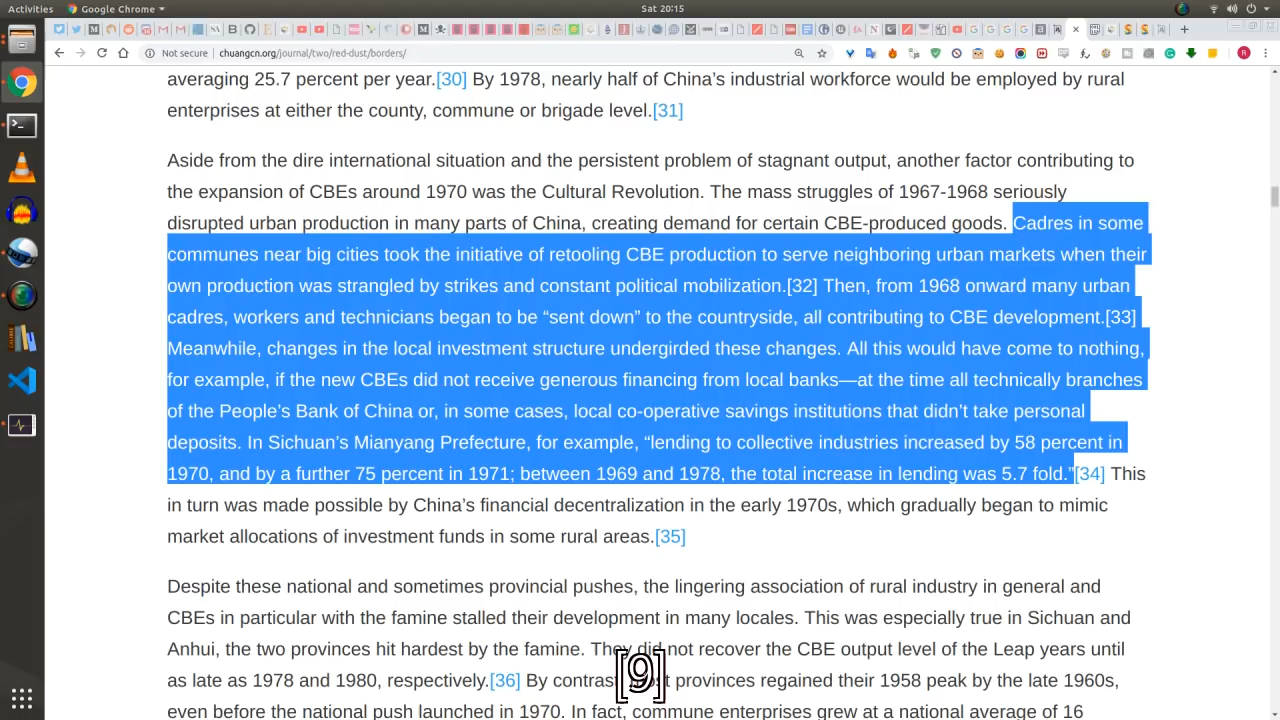 Activities
Google Chrome
Sat 20:15
Not secure
chuangcn.org/journal/two/red-dust/borders/
averaging 25.7 percent per year.[30] By 1978, nearly half of China’s industrial workforce would be employed by rural
enterprises at either the county, commune or brigade level.[31]
Aside from the dire international situation and the persistent problem of stagnant output, another factor contributing to
the expansion of CBEs around 1970 was the Cultural Revolution. The mass struggles of 1967-1968 seriously
disrupted urban production in many parts of China, creating demand for certain CBE-produced goods. Cadres in some
communes near big cities took the initiative of retooling CBE production to serve neighboring urban markets when their
own production was strangled by strikes and constant political mobilization.[32] Then, from 1968 onward many urban
cadres, workers and technicians began to be “sent down” to the countryside, all contributing to CBE development.[33]
Meanwhile, changes in the local investment structure undergirded these changes. All this would have come to nothing,
for example, if the new CBEs did not receive generous financing from local banks—at the time all technically branches
of the People’s Bank of China or, in some cases, local co-operative savings institutions that didn’t take personal
deposits. In Sichuan’s Mianyang Prefecture, for example, “lending to collective industries increased by 58 percent in
1970, and by a further 75 percent in 1971; between 1969 and 1978, the total increase in lending was 5.7 fold.”[34] This
in turn was made possible by China’s financial decentralization in the early 1970s, which gradually began to mimic
market allocations of investment funds in some rural areas.[35]
Despite these national and sometimes provincial pushes, the lingering association of rural industry in general and
CBEs in particular with the famine stalled their development in many locales. This was especially true in Sichuan and
Anhui, the two provinces hit hardest by the famine. They did not recover the CBE output level of the Leap years until
as late as 1978 and 1980, respectively.[36] By contrast, most provinces regained their 1958 peak by the late 1960s,
even before the national push launched in 1970. In fact, commune enterprises grew at a national average of 16
[9]